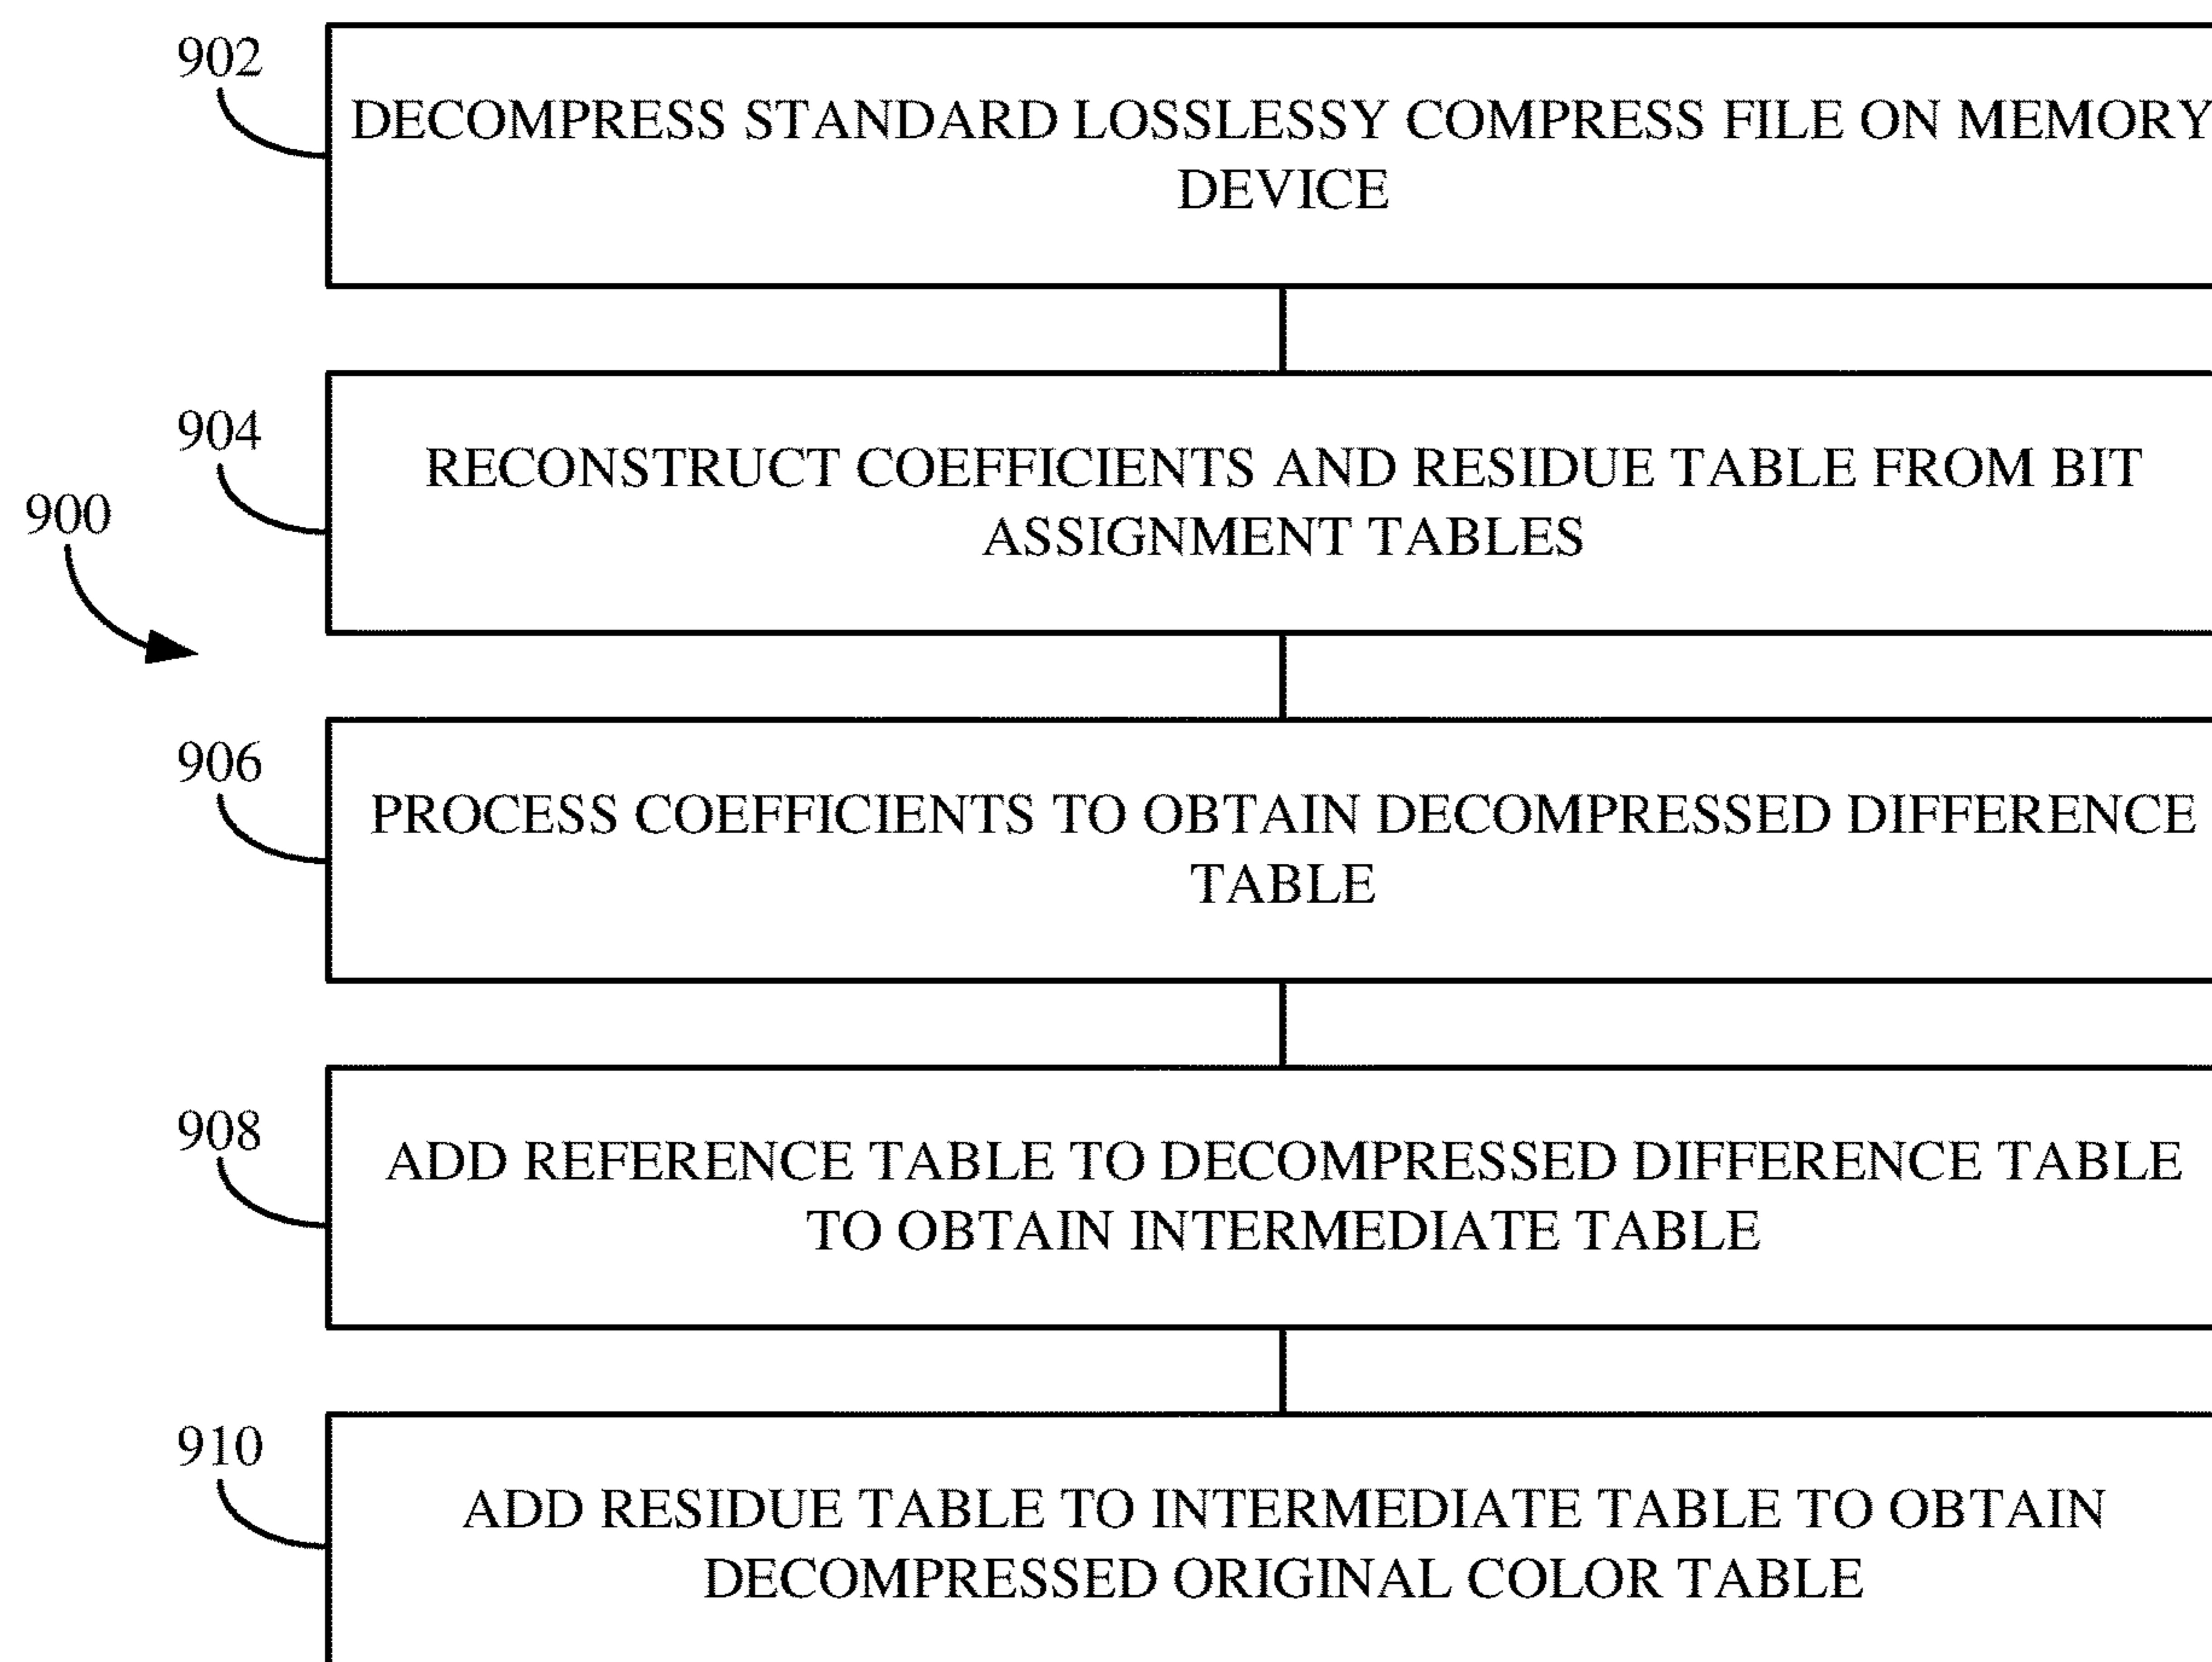 902
DECOMPRESS STANDARD LOSSLESSY COMPRESS FILE ON MEMORY
DEVICE
904
RECONSTRUCT COEFFICIENTS AND RESIDUE TABLE FROM BIT
ASSIGNMENT TABLES
900
906
PROCESS COEFFICIENTS TO OBTAIN DECOMPRESSED DIFFERENCE
TABLE
908
ADD REFERENCE TABLE TO DECOMPRESSED DIFFERENCE TABLE
TO OBTAIN INTERMEDIATE TABLE
910
ADD RESIDUE TABLE TO INTERMEDIATE TABLE TO OBTAIN
DECOMPRESSED ORIGINAL COLOR TABLE